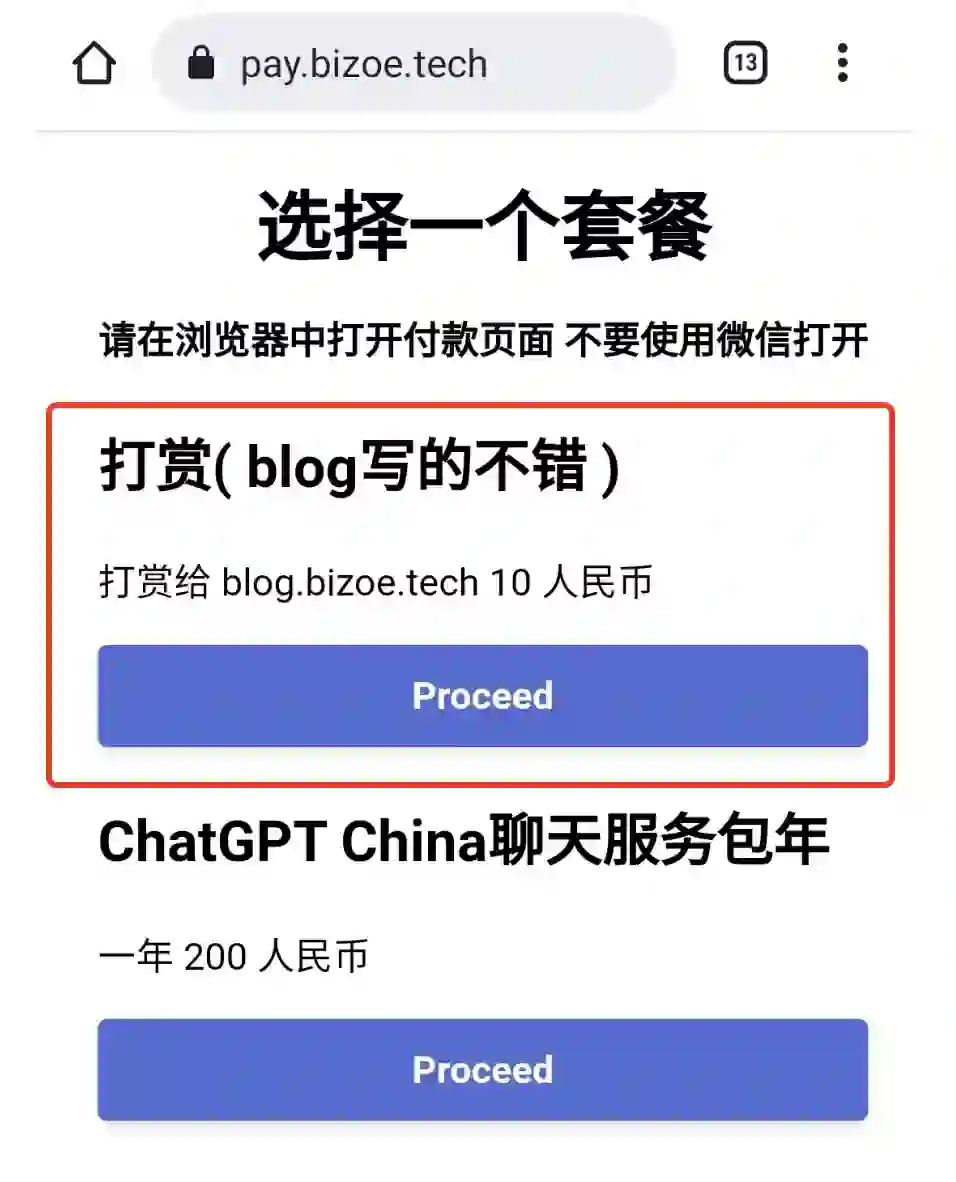 pay.bizoe.tech
13
选择一个套餐
请在浏览器中打开付款页面 不要使用微信打开
打赏( blog写的不错 )
打赏给 blog.bizoe.tech 10 人民币
Proceed
ChatGPT China聊天服务包年
一年 200 人民币
Proceed